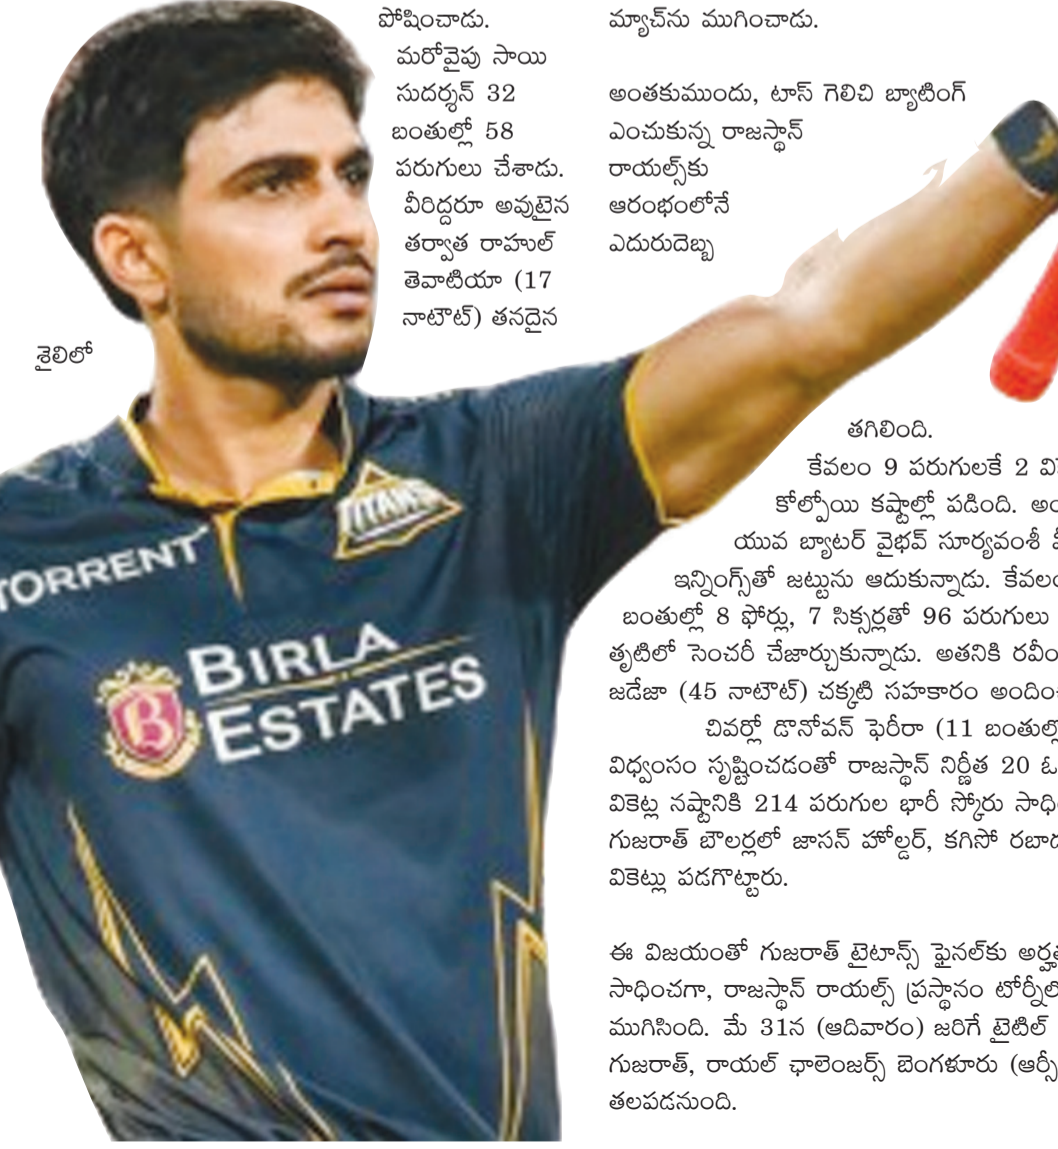 పోషించాడు.
మరోవైపు సాయి
సుదర్శన్ 32
బంతుల్లో 58
పరుగులు చేశాడు.
వీరిద్దరూ అవుటైన
తర్వాత రాహుల్
తెవాటియా (17
నాటౌట్) తనదైన
శైలిలో
మ్యాచ్‌ను ముగించాడు.
అంతకుముందు, టాస్ గెలిచి బ్యాటింగ్
ఎంచుకున్న రాజస్థాన్
రాయల్స్‌కు
ఆరంభంలోనే
ఎదురుదెబ్బ
తగిలింది.
కేవలం 9 పరుగులకే 2
కోల్పోయి కష్టాల్లో పడింది.
యువ బ్యాటర్ వైభవ్ సూర్యవంశీ
ఇన్నింగ్స్‌తో జట్టును ఆదుకున్నాడు.
బంతుల్లో 8 ఫోర్లు, 7 సిక్సర్లతో 96 పరుగులు
తృటిలో సెంచరీ చేజార్చుకున్నాడు. అతనికి
జడేజా (45 నాటౌట్) చక్కటి సహకారం
చివర్లో డొనోవన్ ఫెరీరా (11
విధ్వంసం సృష్టించడంతో రాజస్థాన్ నిర్ణీత 20
వికెట్ల నష్టానికి 214 పరుగుల భారీ స్కోరు
గుజరాత్ బౌలర్లలో జాసన్ హోల్డర్, కగిసో
వికెట్లు పడగొట్టారు.
ఈ విజయంతో గుజరాత్ టైటాన్స్ ఫైనల్‌కు
సాధించగా, రాజస్థాన్ రాయల్స్ ప్రస్థానం
ముగిసింది. మే 31న (ఆదివారం) జరిగే టైటిల్
గుజరాత్, రాయల్ ఛాలెంజర్స్ బెంగళూరు
తలపడనుంది.
TITANS
TORRENT
BIRLA
ESTATES
B